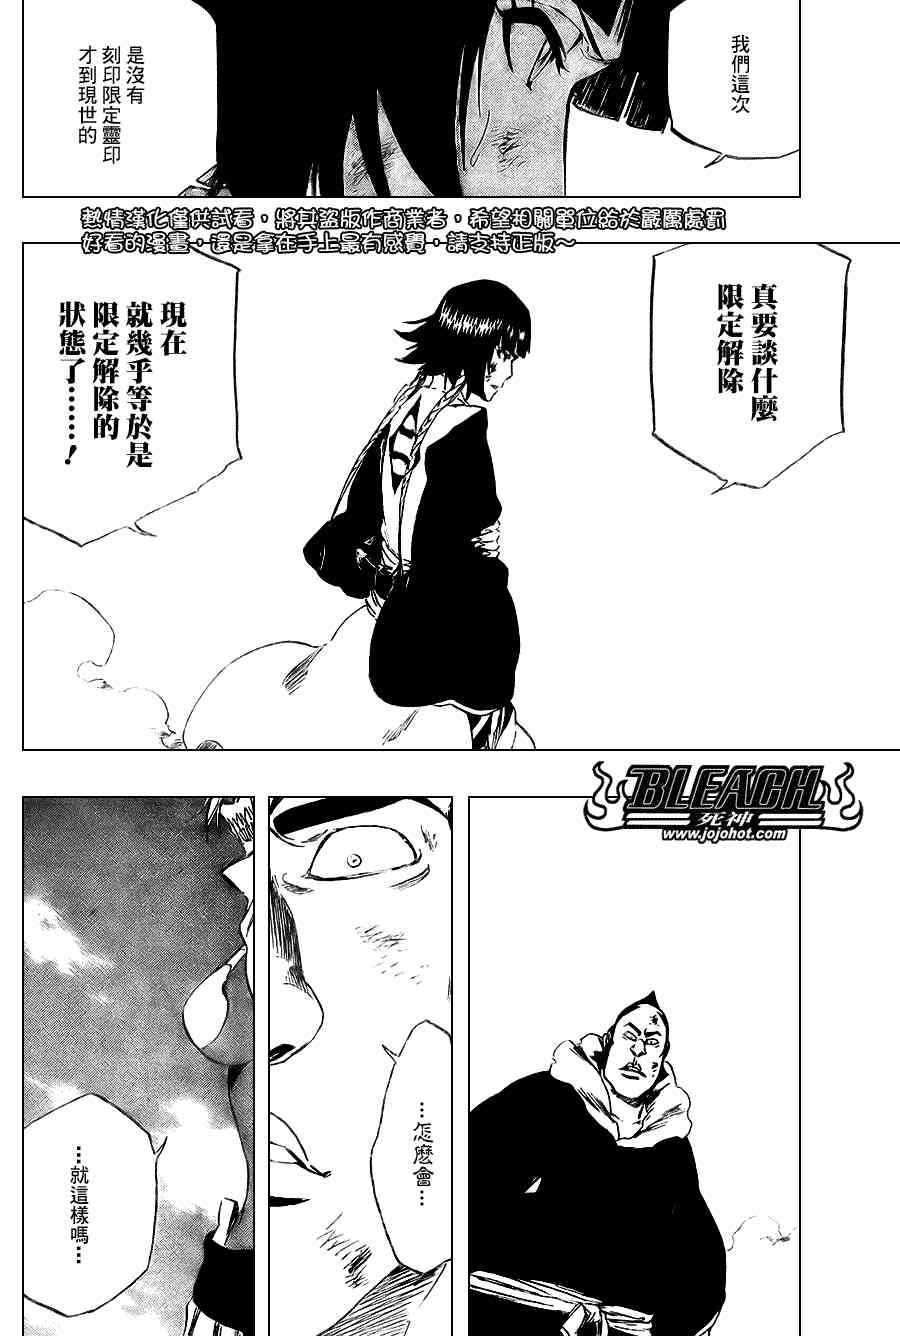 我們這次
是沒有
刻印限定靈印
才到現世的
熱情漢化僅供試看，將其盜版作商業者，希望相關單位給於嚴厲處罰
好看的漫畫，還是拿在手上最有感覺，請支持正版～
真要談什麼
限定解除
現在
就幾乎等於是
限定解除的
狀態了……！
BLEACH
死神
www.jojohot.com
…怎麼會…
…就這樣嗎…